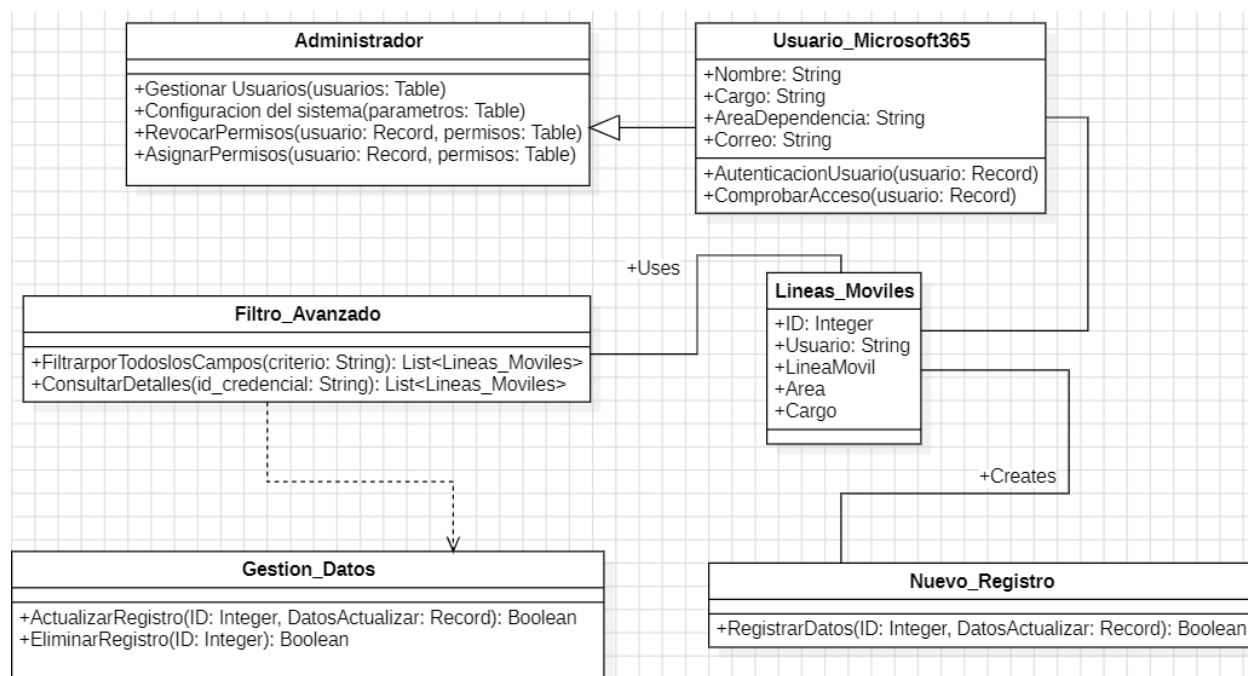 Administrador
+Gestionar Usuarios(usuarios: Table)
+Configuracion del sistema(parametros: Table)
+RevocarPermisos(usuario: Record, permisos: Table)
+AsignarPermisos(usuario: Record, permisos: Table)
Usuario_Microsoft365
+Nombre: String
+Cargo: String
+AreaDependencia: String
+Correo: String
+AutenticacionUsuario(usuario: Record)
+ComprobarAcceso(usuario: Record)
+Uses
Filtro_Avanzado
+FiltrarporTodoslosCampos(criterio: String): List<Lineas_Moviles>
+ConsultarDetalles(id_credencial: String): List<Lineas_Moviles>
Lineas_Moviles
+ID: Integer
+Usuario: String
+LineaMovil
+Area
+Cargo
+Creates
Gestion_Datos
+ActualizarRegistro(ID: Integer, DatosActualizar: Record): Boolean
+EliminarRegistro(ID: Integer): Boolean
Nuevo_Registro
+RegistrarDatos(ID: Integer, DatosActualizar: Record): Boolean